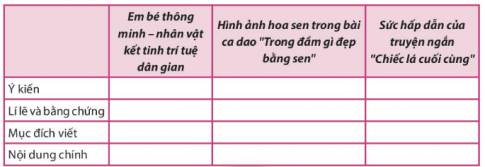 Em bé thông
minh – nhân vật
kết tinh trí tuệ
dân gian
Hình ảnh hoa sen trong bài
ca dao "Trong đầm gì đẹp
bằng sen"
Sức hấp dẫn của
truyện ngắn
"Chiếc lá cuối cùng"
Ý kiến
Lí lẽ và bằng chứng
Mục đích viết
Nội dung chính